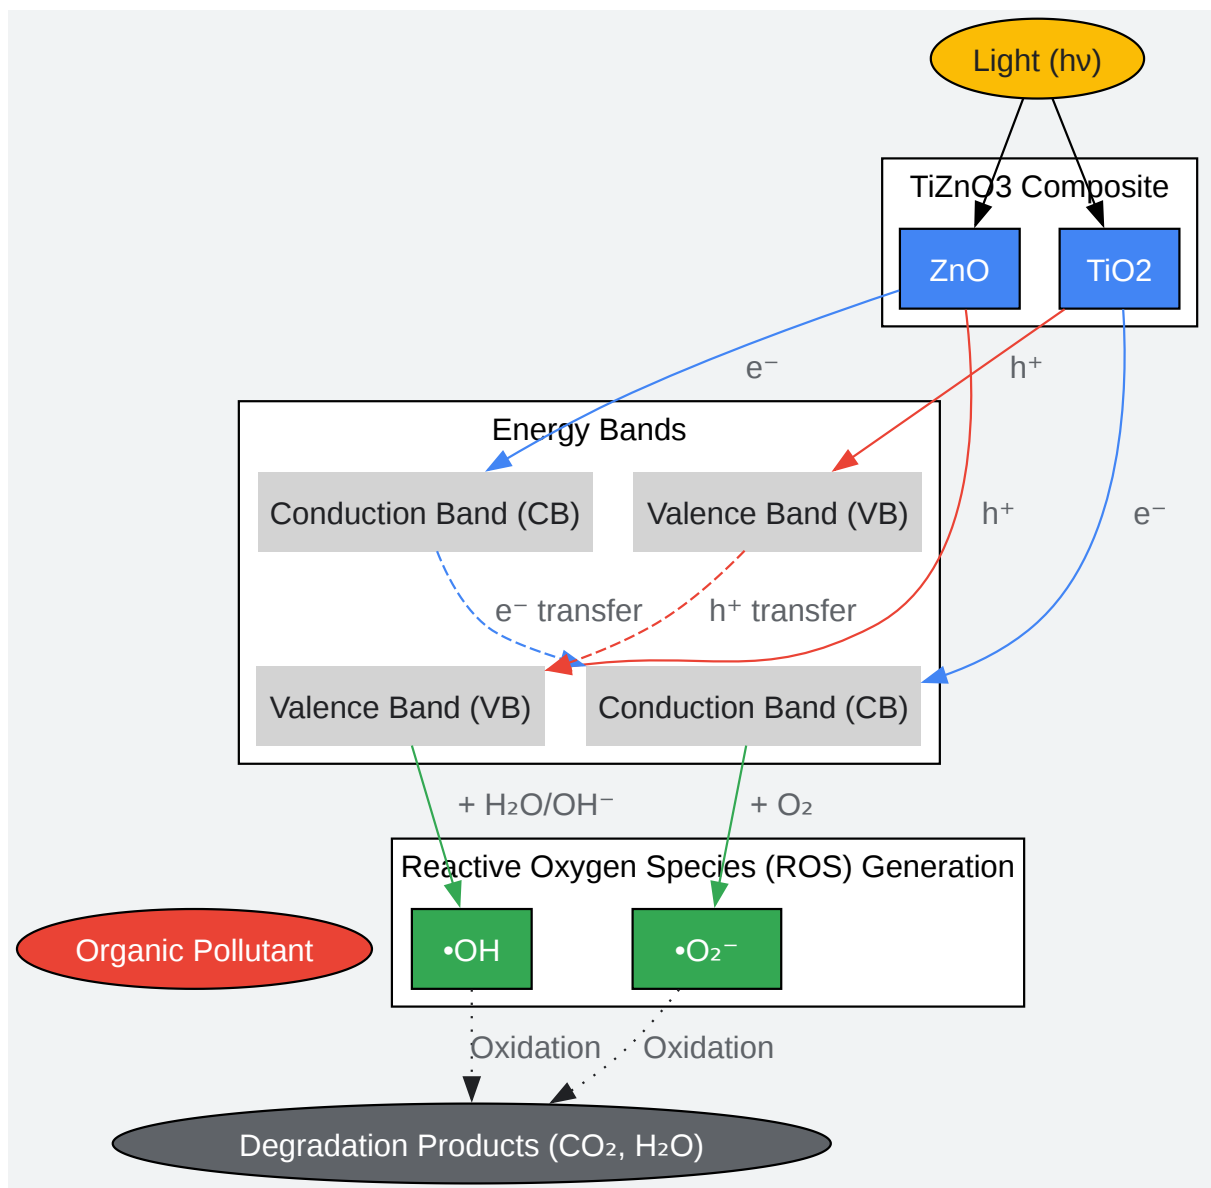 Light (hν)
TiZnO3 Composite
ZnO
TiO2
e⁻
h⁺
Energy Bands
Conduction Band (CB)
Valence Band (VB)
h⁺
e⁻
e⁻ transfer
h⁺ transfer
Valence Band (VB)
Conduction Band (CB)
+ H₂O/OH⁻
+ O₂
Reactive Oxygen Species (ROS) Generation
Organic Pollutant
•OH
•O₂⁻
Oxidation
Oxidation
Degradation Products (CO₂, H₂O)